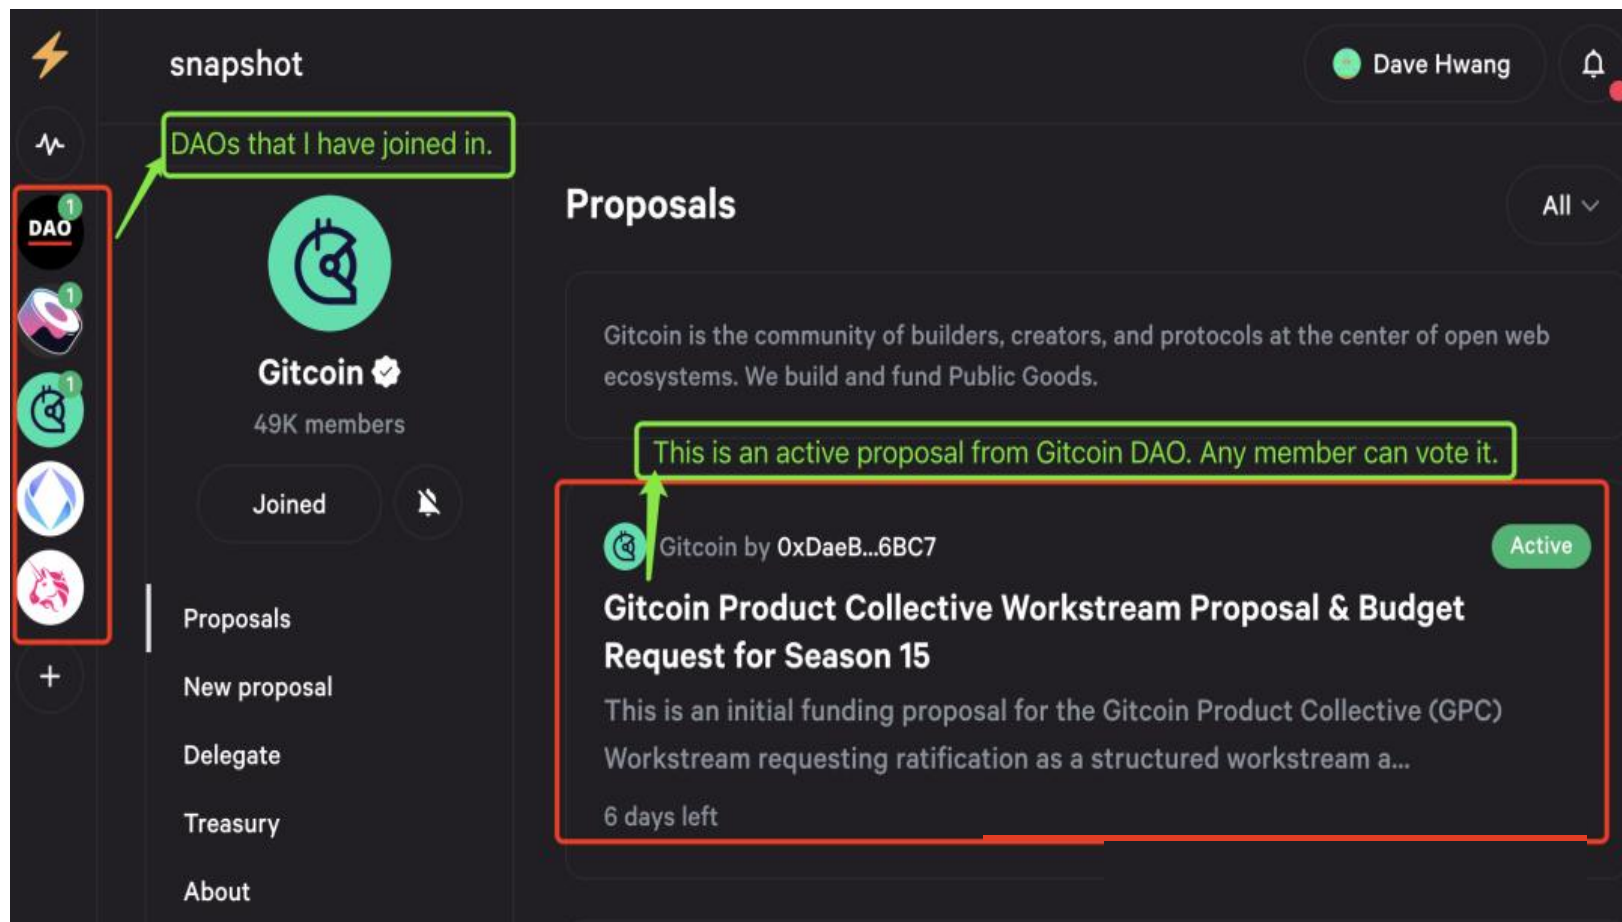 snapshot
Dave Hwang
DAOs that I have joined in.
DAO
1
1
1
Gitcoin
49K members
Joined
Proposals
New proposal
Delegate
Treasury
About
Proposals
All
Gitcoin is the community of builders, creators, and protocols at the center of open web
ecosystems. We build and fund Public Goods.
This is an active proposal from Gitcoin DAO. Any member can vote it.
Gitcoin by 0xDaeB...6BC7
Active
Gitcoin Product Collective Workstream Proposal & Budget
Request for Season 15
This is an initial funding proposal for the Gitcoin Product Collective (GPC)
Workstream requesting ratification as a structured workstream a...
6 days left